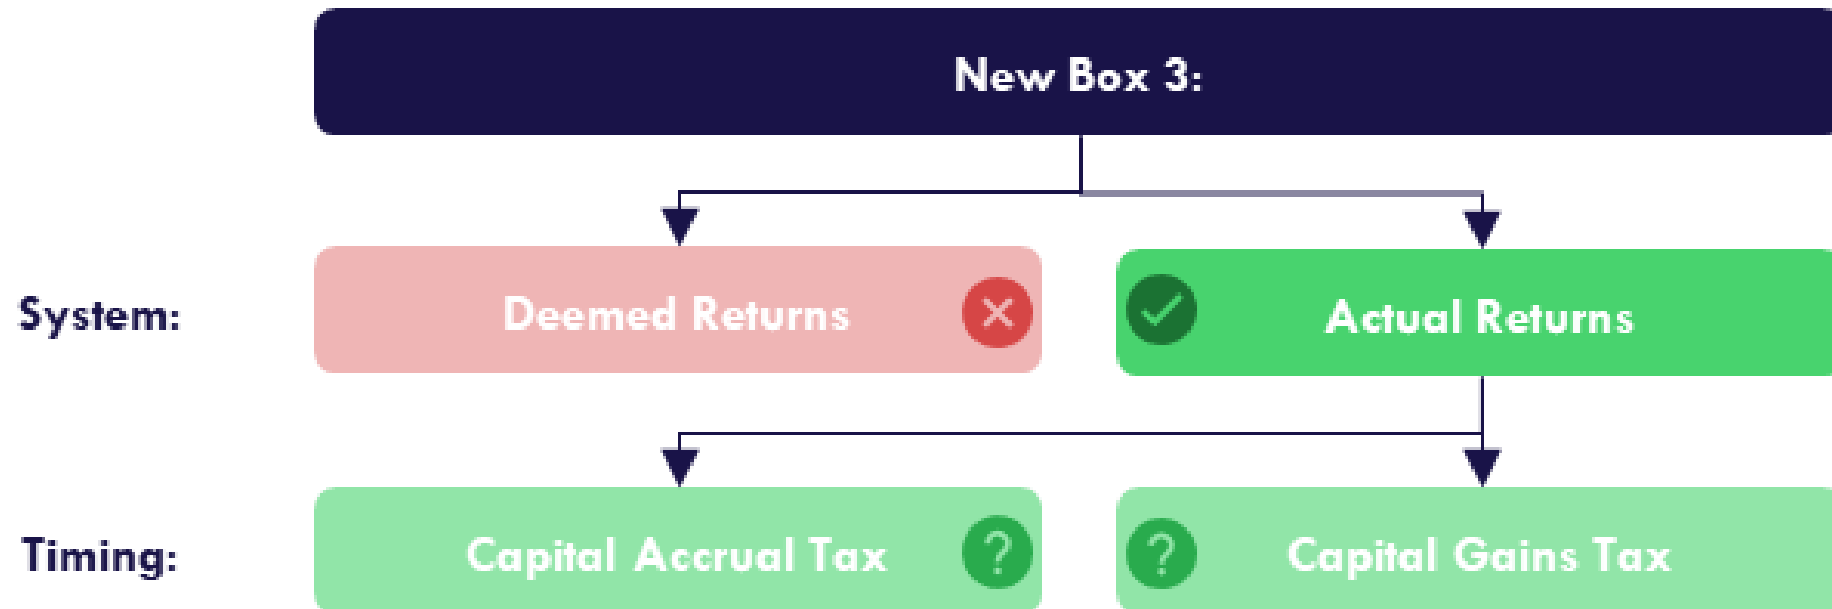 New Box 3:
System:
Deemed Returns
Actual Returns
Timing:
Capital Accrual Tax
?
?
Capital Gains Tax